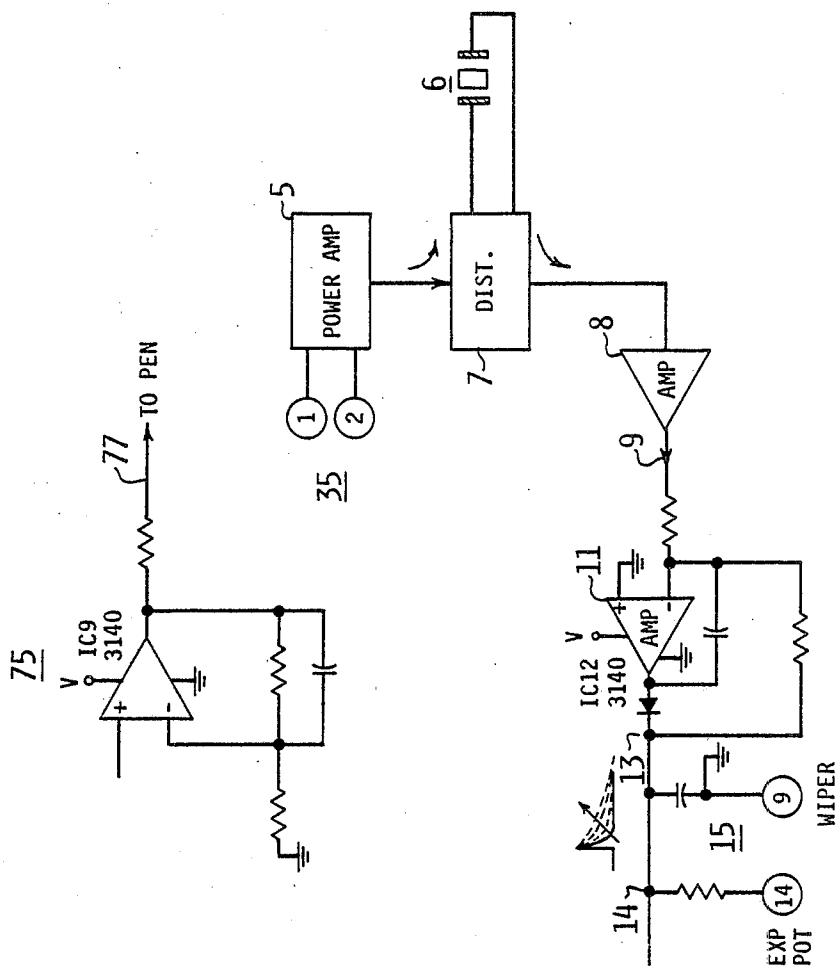 75
V
IC9
3140
+
-
77
TO PEN
35
1
2
POWER AMP
5
6
DIST.
7
8
AMP
9
11
V
IC12
3140
+
-
AMP
13
14
15
9
WIPER
14
EXP
POT